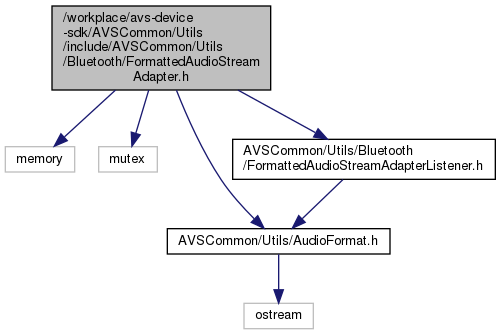 /workplace/avs-device
-sdk/AVSCommon/Utils
/include/AVSCommon/Utils
/Bluetooth/FormattedAudioStream
Adapter.h
memory
mutex
AVSCommon/Utils/Bluetooth
/FormattedAudioStreamAdapterListener.h
AVSCommon/Utils/AudioFormat.h
ostream